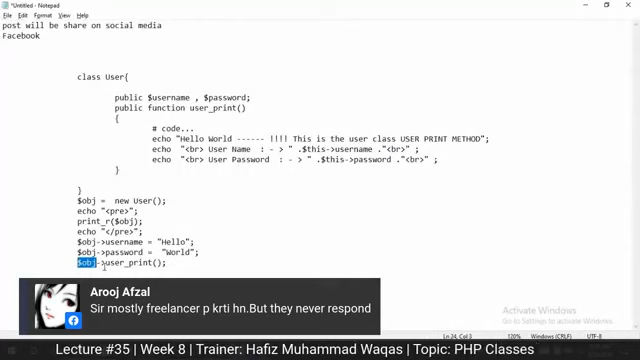 *Untitled - Notepad
File Edit Format View Help
post will be share on social media
Facebook
class User{
public $username , $password;
public function user_print()
{
# code...
echo "Hello World ------ !!!! This is the user class USER PRINT METHOD";
echo "<br> User Name : - > " .$this->username ."<br>" ;
echo "<br> User Password : - > " .$this->password ."<br>" ;
}
}
$obj = new User();
echo "<pre>";
print_r($obj);
echo "</pre>";
$obj->username = "Hello";
$obj->password = "World";
$obj->user_print();
Arooj Afzal
Sir mostly freelancer p krti hn.But they never respond
Activate Windows
Go to Settings to activate Windows.
Ln 24, Col 3 120% Windows (CRLF) UTF-8
Lecture #35 | Week 8 | Trainer: Hafiz Muhammad Waqas | Topic: PHP Classes